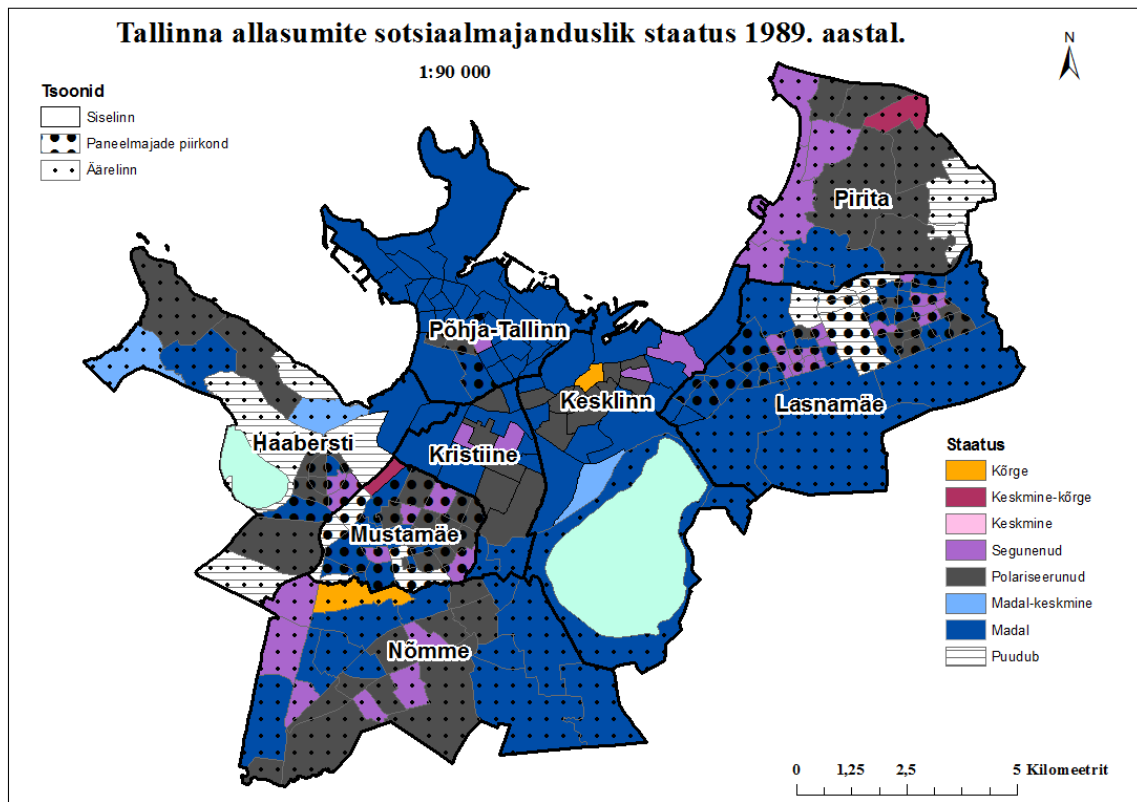 Tallinna allasumite sotsiaalmajanduslik staatus 1989. aastal.
1:90 000
N
Tsoonid
Siselinn
Paneelmajade piirkond
Äärelinn
Pirita
Põhja-Tallinn
Kesklinn
Lasnamäe
Haabersti
Kristiine
Mustamäe
Nõmme
Staatus
Kõrge
Keskmine-kõrge
Keskmine
Segunenud
Polariseerunud
Madal-keskmine
Madal
Puudub
0 1,25 2,5 5 Kilomeetrit